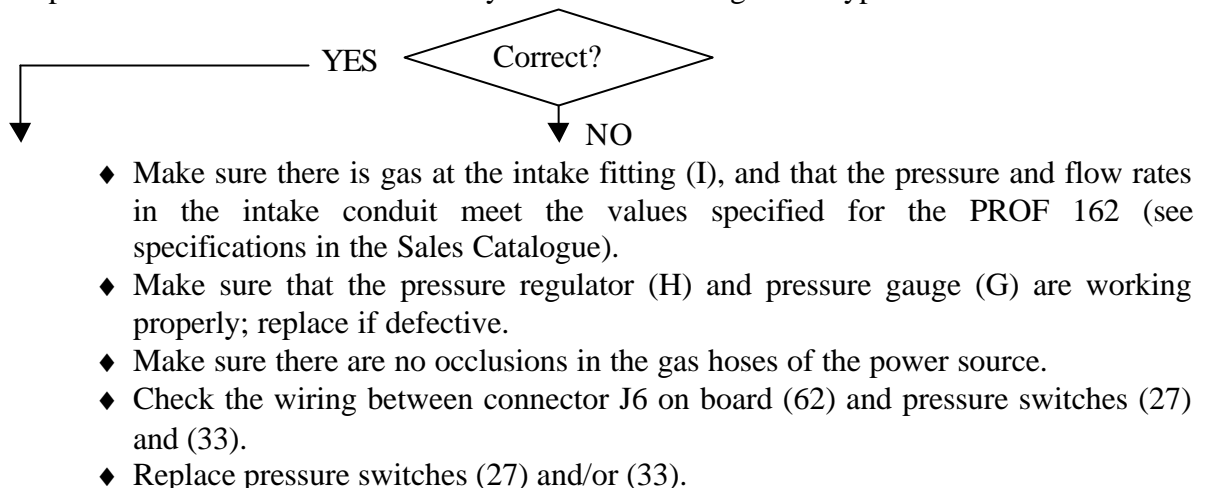 YES Correct?
NO
♦ Make sure there is gas at the intake fitting (I), and that the pressure and flow rates
in the intake conduit meet the values specified for the PROF 162 (see
specifications in the Sales Catalogue).
♦ Make sure that the pressure regulator (H) and pressure gauge (G) are working
properly; replace if defective.
♦ Make sure there are no occlusions in the gas hoses of the power source.
♦ Check the wiring between connector J6 on board (62) and pressure switches (27)
and (33).
♦ Replace pressure switches (27) and/or (33).